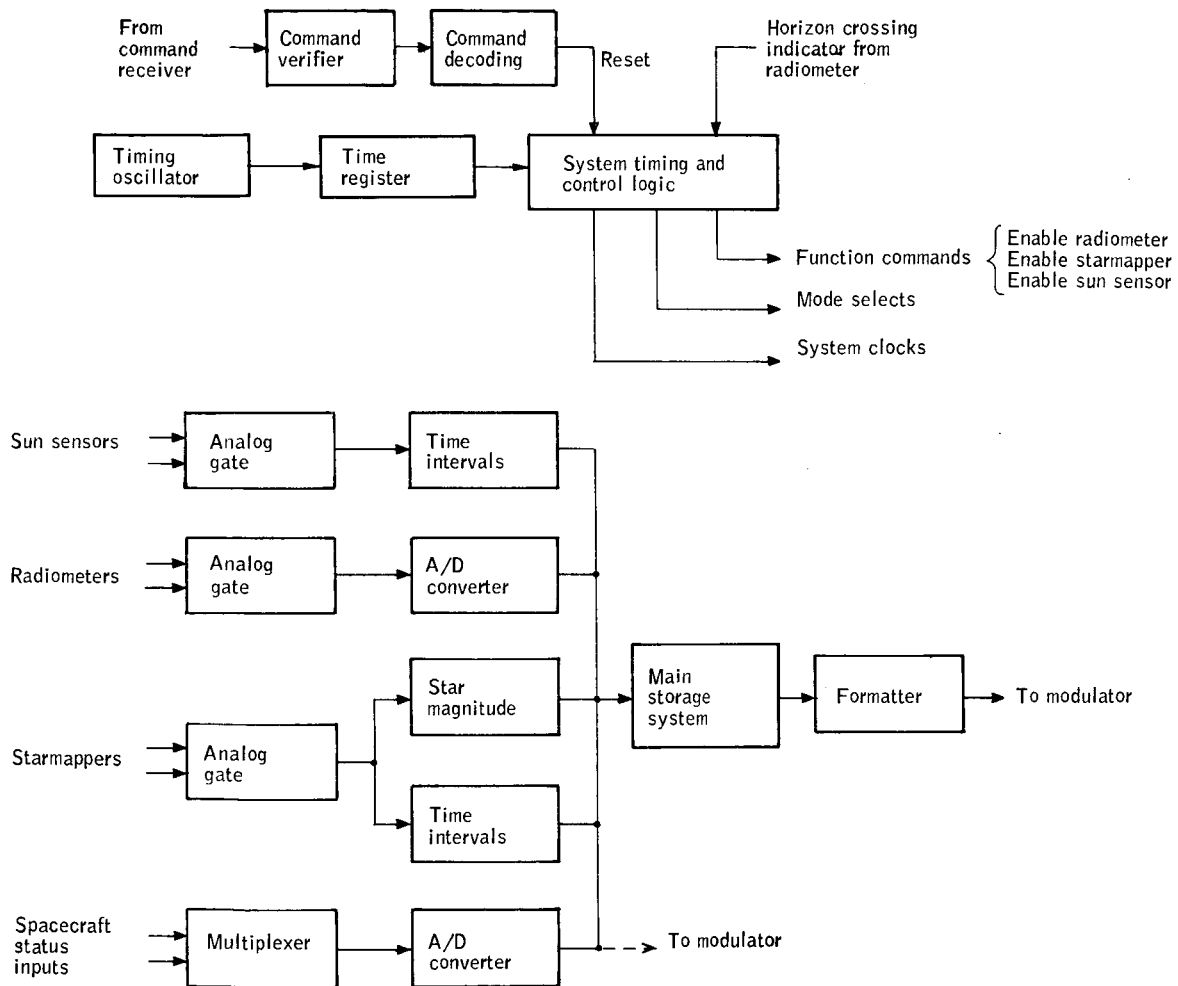 From
command
receiver
Command
verifier
Command
decoding
Reset
Horizon crossing
indicator from
radiometer
Timing
oscillator
Time
register
System timing and
control logic
Function commands
Enable radiometer
Enable starmapper
Enable sun sensor
Mode selects
System clocks
Sun sensors
Analog
gate
Time
intervals
Radiometers
Analog
gate
A/D
converter
Starmappers
Analog
gate
Star
magnitude
Time
intervals
Main
storage
system
Formatter
To modulator
Spacecraft
status
inputs
Multiplexer
A/D
converter
To modulator